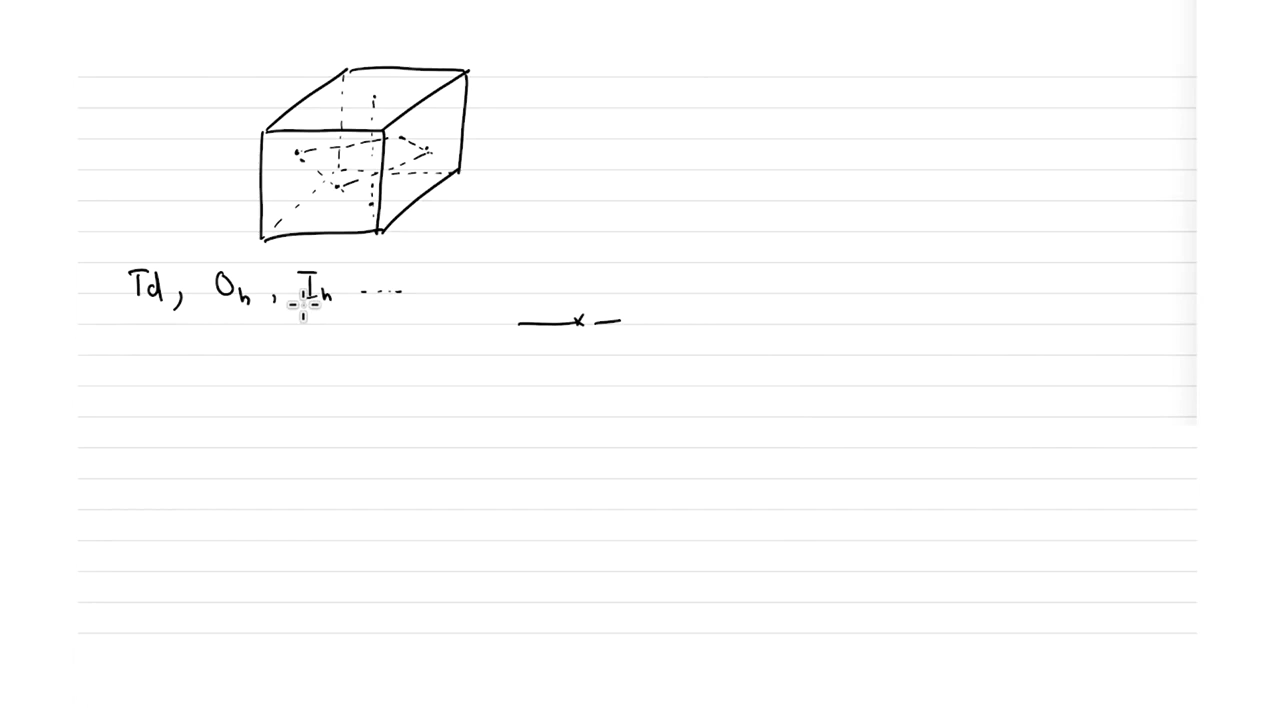 Td, Oh, Ih ....